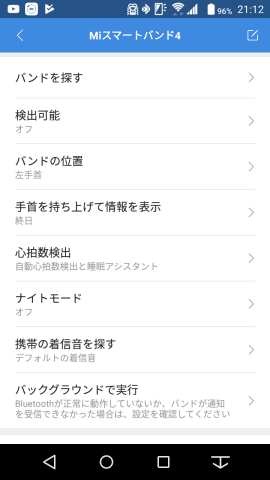 96% 21:12
Miスマートバンド4
バンドを探す
検出可能
オフ
バンドの位置
左手首
手首を持ち上げて情報を表示
終日
心拍数検出
自動心拍数検出と睡眠アシスタント
ナイトモード
オフ
携帯の着信音を探す
デフォルトの着信音
バックグラウンドで実行
Bluetoothが正常に動作していないか、バンドが通知
を受信できなかった場合は、設定を確認してください